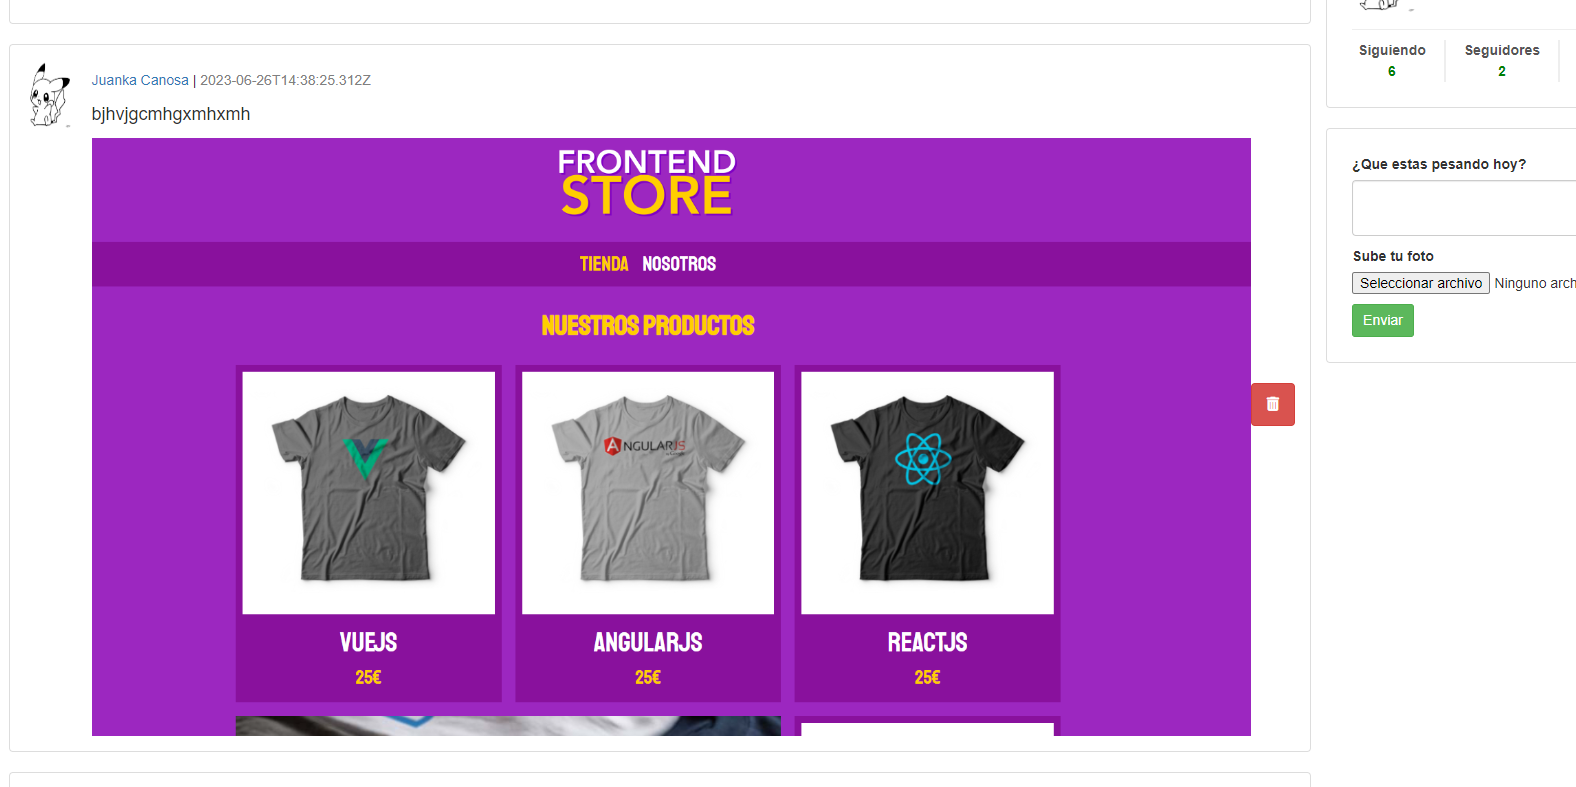 Juanka Canosa | 2023-06-26T14:38:25.312Z
bjhvjgcmhgxmhxmh
FRONTEND
STORE
TIENDA NOSOTROS
NUESTROS PRODUCTOS
ANGULARJS
VUEJS
25€
ANGULARJS
25€
REACTJS
25€
Siguiendo
6
Seguidores
2
¿Que estas pesando hoy?
Sube tu foto
Seleccionar archivo Ninguno arch
Enviar